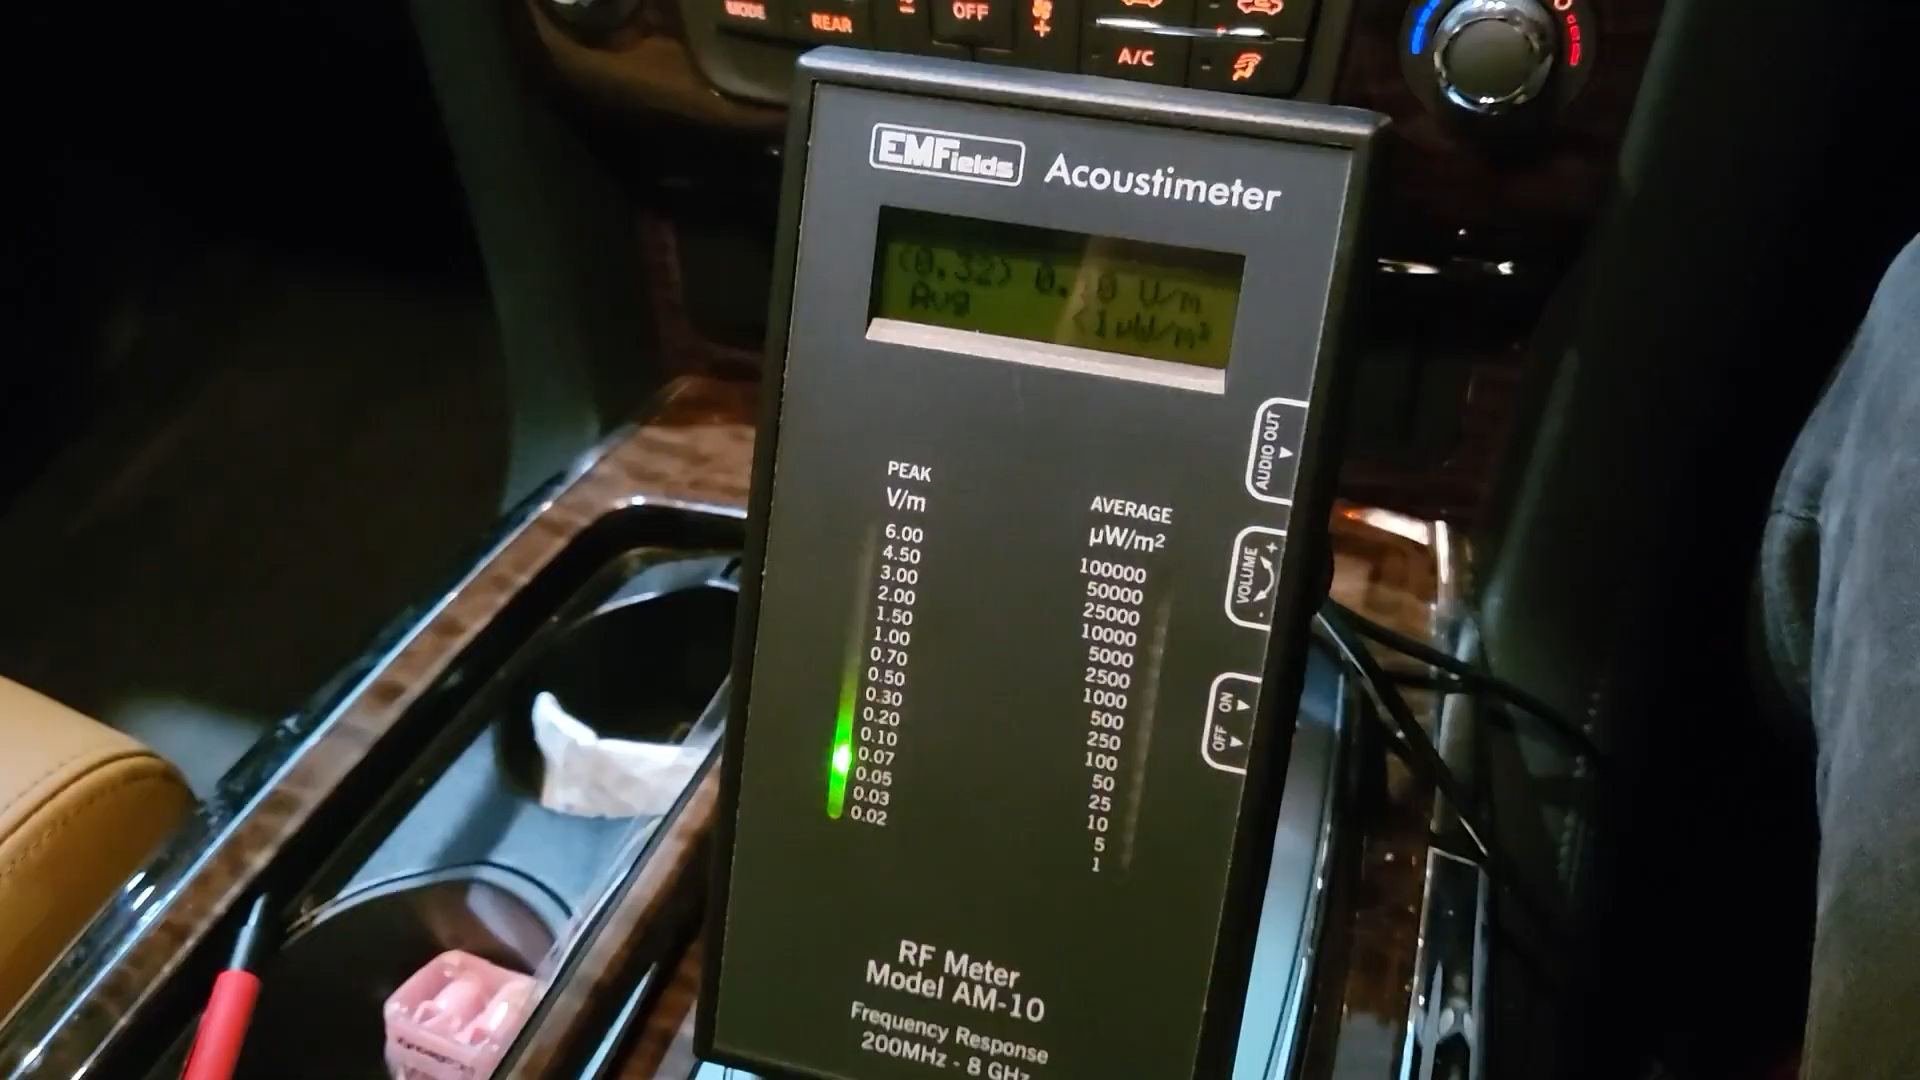 MODE
REAR
OFF
A/C
EMFields Acoustimeter
(0.32)
Avg <1µW/m²
AUDIO OUT
PEAK
V/m
6.00
4.50
3.00
2.00
1.50
1.00
0.70
0.50
0.30
0.20
0.10
0.07
0.05
0.03
0.02
AVERAGE
µW/m²
100000
50000
25000
10000
5000
2500
1000
500
250
100
50
25
10
5
1
VOLUME
- +
OFF ON
RF Meter
Model AM-10
Frequency Response
200MHz - 8 GHz